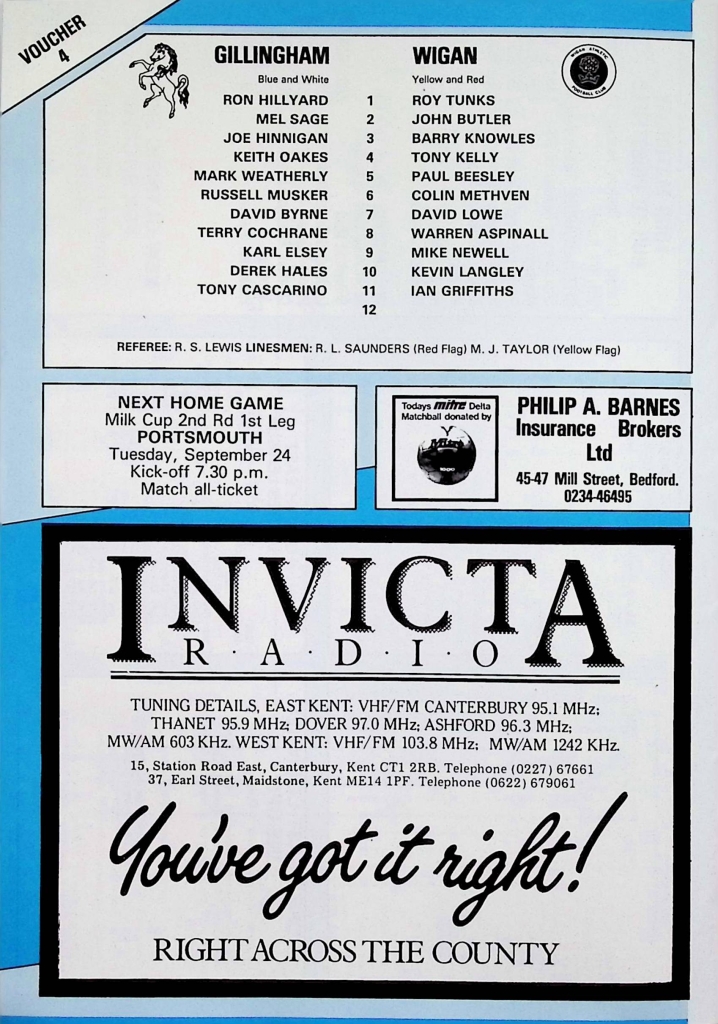 VOUCHER
4
GILLINGHAM WIGAN
Blue and White Yellow and Red
WIGAN ATHLETIC
FOOTBALL CLUB
RON HILLYARD 1 ROY TUNKS
MEL SAGE 2 JOHN BUTLER
JOE HINNIGAN 3 BARRY KNOWLES
KEITH OAKES 4 TONY KELLY
MARK WEATHERLY 5 PAUL BEESLEY
RUSSELL MUSKER 6 COLIN METHVEN
DAVID BYRNE 7 DAVID LOWE
TERRY COCHRANE 8 WARREN ASPINALL
KARL ELSEY 9 MIKE NEWELL
DEREK HALES 10 KEVIN LANGLEY
TONY CASCARINO 11 IAN GRIFFITHS
12
REFEREE: R. S. LEWIS LINESMEN: R. L. SAUNDERS (Red Flag) M. J. TAYLOR (Yellow Flag)
NEXT HOME GAME
Milk Cup 2nd Rd 1st Leg
PORTSMOUTH
Tuesday, September 24
Kick-off 7.30 p.m.
Match all-ticket
Todays mitre Delta
Matchball donated by
Mitre
PHILIP A. BARNES
Insurance Brokers
Ltd
45-47 Mill Street, Bedford.
0234-46495
INVICTA
R·A·D·I·O
TUNING DETAILS, EAST KENT: VHF/FM CANTERBURY 95.1 MHz;
THANET 95.9 MHz; DOVER 97.0 MHz; ASHFORD 96.3 MHz;
MW/AM 603 KHz. WEST KENT: VHF/FM 103.8 MHz; MW/AM 1242 KHz.
15, Station Road East, Canterbury, Kent CT1 2RB. Telephone (0227) 67661
37, Earl Street, Maidstone, Kent ME14 1PF. Telephone (0622) 679061
You've got it right!
RIGHT ACROSS THE COUNTY